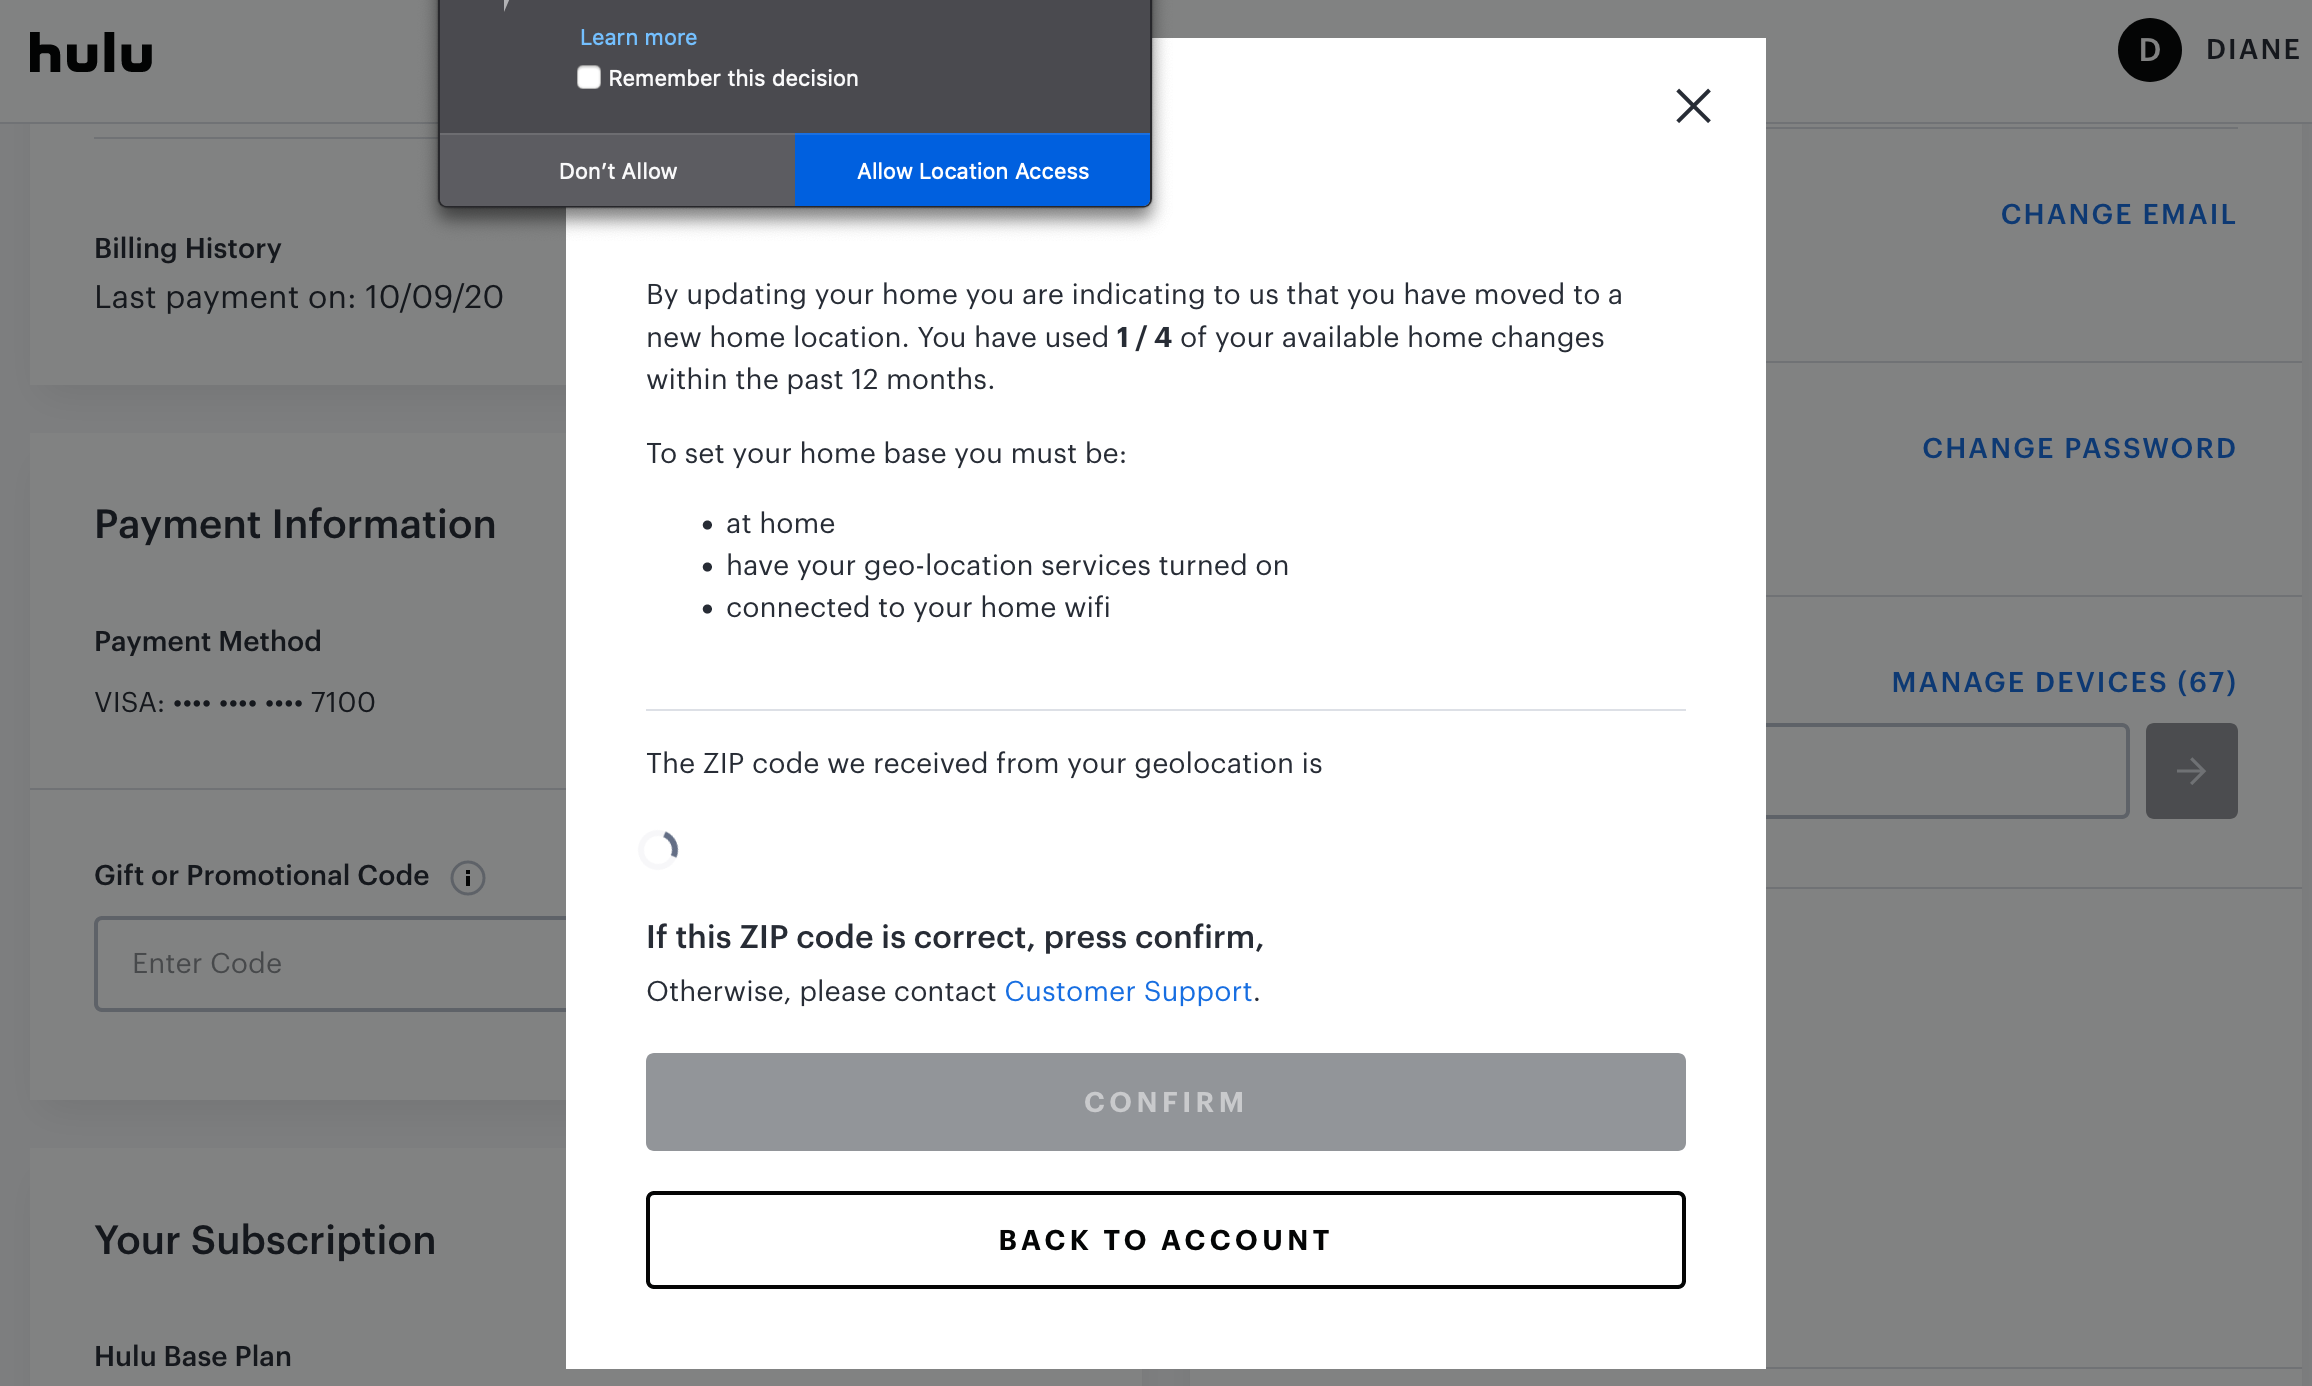 hulu
D DIANE
Learn more
Remember this decision
Don’t Allow
Allow Location Access
CHANGE EMAIL
Billing History
Last payment on: 10/09/20
By updating your home you are indicating to us that you have moved to a
new home location. You have used 1 / 4 of your available home changes
within the past 12 months.
To set your home base you must be:
• at home
• have your geo-location services turned on
• connected to your home wifi
CHANGE PASSWORD
Payment Information
Payment Method
VISA: •••• •••• •••• 7100
MANAGE DEVICES (67)
The ZIP code we received from your geolocation is
Gift or Promotional Code i
Enter Code
If this ZIP code is correct, press confirm,
Otherwise, please contact Customer Support.
CONFIRM
BACK TO ACCOUNT
Your Subscription
Hulu Base Plan